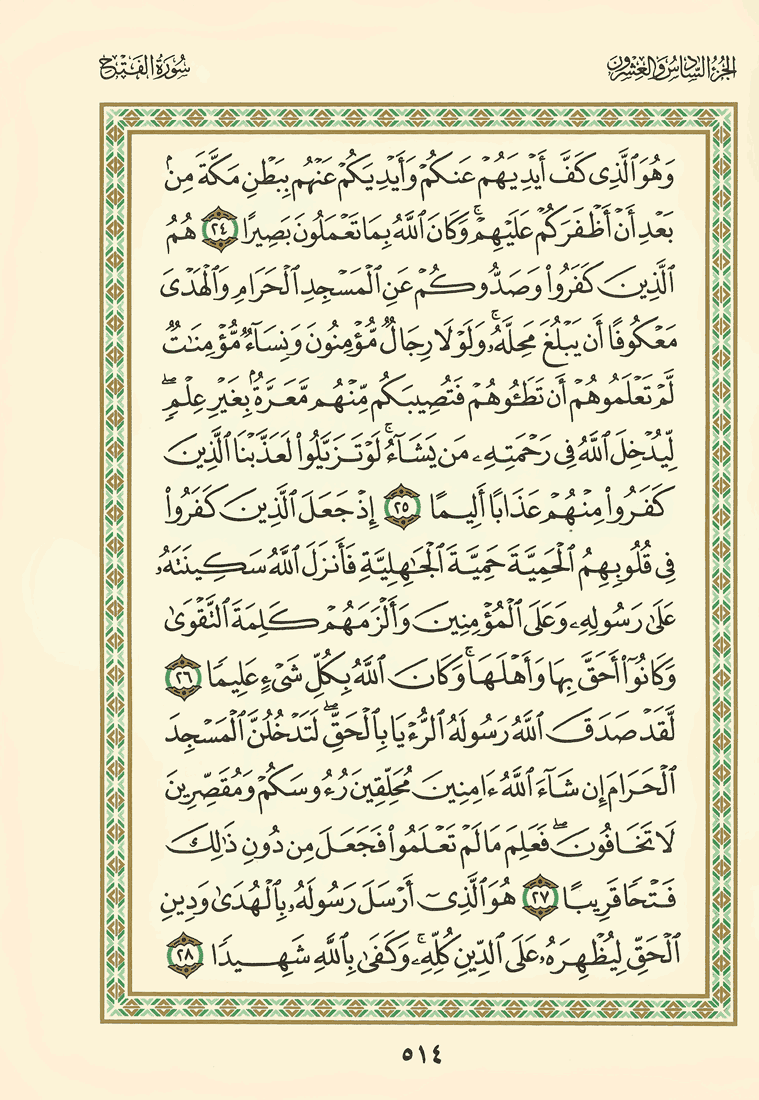 الجزء السادس والعشرون
سورة الفتح
وَهُوَ ٱلَّذِى كَفَّ أَيْدِيَهُمْ عَنكُمْ وَأَيْدِيَكُمْ عَنْهُم بِبَطْنِ مَكَّةَ مِنۢ
بَعْدِ أَنْ أَظْفَرَكُمْ عَلَيْهِمْ ۚ وَكَانَ ٱللَّهُ بِمَا تَعْمَلُونَ بَصِيرًا ٢٤ هُمُ
ٱلَّذِينَ كَفَرُوا۟ وَصَدُّوكُمْ عَنِ ٱلْمَسْجِدِ ٱلْحَرَامِ وَٱلْهَدْىَ
مَعْكُوفًا أَن يَبْلُغَ مَحِلَّهُۥ ۚ وَلَوْلَا رِجَالٌ مُّؤْمِنُونَ وَنِسَآءٌ مُّؤْمِنَـٰتٌ
لَّمْ تَعْلَمُوهُمْ أَن تَطَـُٔوهُمْ فَتُصِيبَكُم مِّنْهُم مَّعَرَّةٌۢ بِغَيْرِ عِلْمٍ ۖ
لِّيُدْخِلَ ٱللَّهُ فِى رَحْمَتِهِۦ مَن يَشَآءُ ۚ لَوْ تَزَيَّلُوا۟ لَعَذَّبْنَا ٱلَّذِينَ
كَفَرُوا۟ مِنْهُمْ عَذَابًا أَلِيمًا ٢٥ إِذْ جَعَلَ ٱلَّذِينَ كَفَرُوا۟
فِى قُلُوبِهِمُ ٱلْحَمِيَّةَ حَمِيَّةَ ٱلْجَـٰهِلِيَّةِ فَأَنزَلَ ٱللَّهُ سَكِينَتَهُۥ
عَلَىٰ رَسُولِهِۦ وَعَلَى ٱلْمُؤْمِنِينَ وَأَلْزَمَهُمْ كَلِمَةَ ٱلتَّقْوَىٰ
وَكَانُوٓا۟ أَحَقَّ بِهَا وَأَهْلَهَا ۚ وَكَانَ ٱللَّهُ بِكُلِّ شَىْءٍ عَلِيمًا ٢٦
لَّقَدْ صَدَقَ ٱللَّهُ رَسُولَهُ ٱلرُّءْيَا بِٱلْحَقِّ ۖ لَتَدْخُلُنَّ ٱلْمَسْجِدَ
ٱلْحَرَامَ إِن شَآءَ ٱللَّهُ ءَامِنِينَ مُحَلِّقِينَ رُءُوسَكُمْ وَمُقَصِّرِينَ
لَا تَخَافُونَ ۖ فَعَلِمَ مَا لَمْ تَعْلَمُوا۟ فَجَعَلَ مِن دُونِ ذَٰلِكَ
فَتْحًا قَرِيبًا ٢٧ هُوَ ٱلَّذِىٓ أَرْسَلَ رَسُولَهُۥ بِٱلْهُدَىٰ وَدِينِ
ٱلْحَقِّ لِيُظْهِرَهُۥ عَلَى ٱلدِّينِ كُلِّهِۦ ۚ وَكَفَىٰ بِٱللَّهِ شَهِيدًا ٢٨
٥١٤